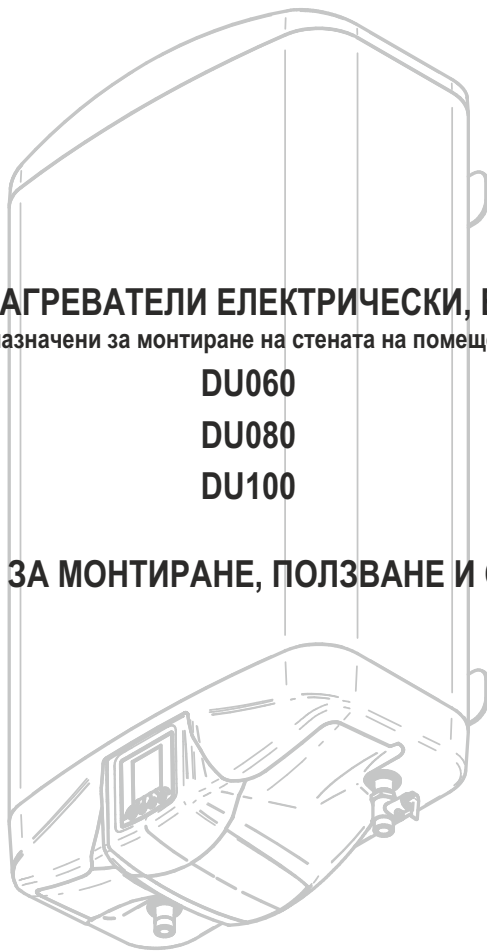 АГРЕВАТЕЛИ ЕЛЕКТРИЧЕСКИ,
азначени за монтиране на стената на помещ
DU060
DU080
DU100
ЗА МОНТИРАНЕ, ПОЛЗВАНЕ И